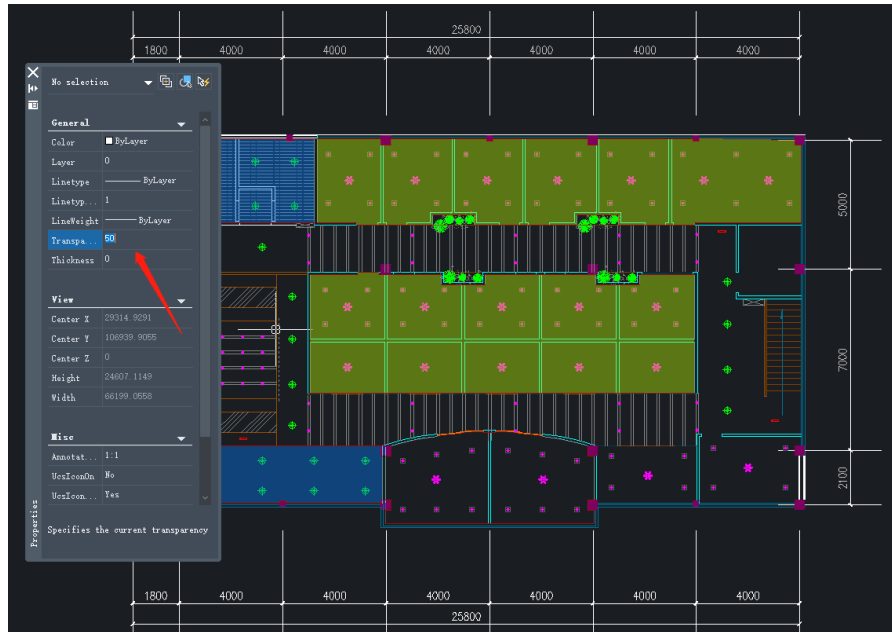 25800
1800 4000 4000 4000 4000 4000 4000
No selection
General
Color ByLayer
Layer 0
Linetype ByLayer
Linetyp... 1
LineWeight ByLayer
Transpa... 50
Thickness 0
View
Center X 29314.9291
Center Y 106939.9055
Center Z 0
Height 24607.1149
Width 66199.0558
Misc
Annotat... 1:1
UcsIconOn No
UcsIcon... Yes
Specifies the current transparency
Properties
5000
7000
2100
1800 4000 4000 4000 4000 4000 4000
25800